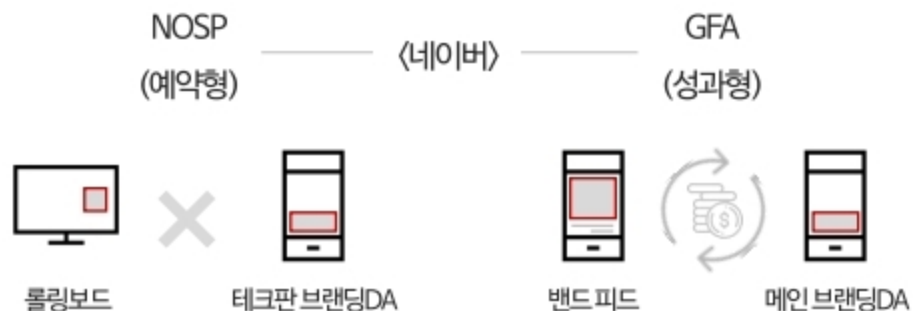 NOSP
(예약형)
〈네이버〉
GFA
(성과형)
롤링보드
테크판 브랜딩DA
밴드 피드
메인 브랜딩DA